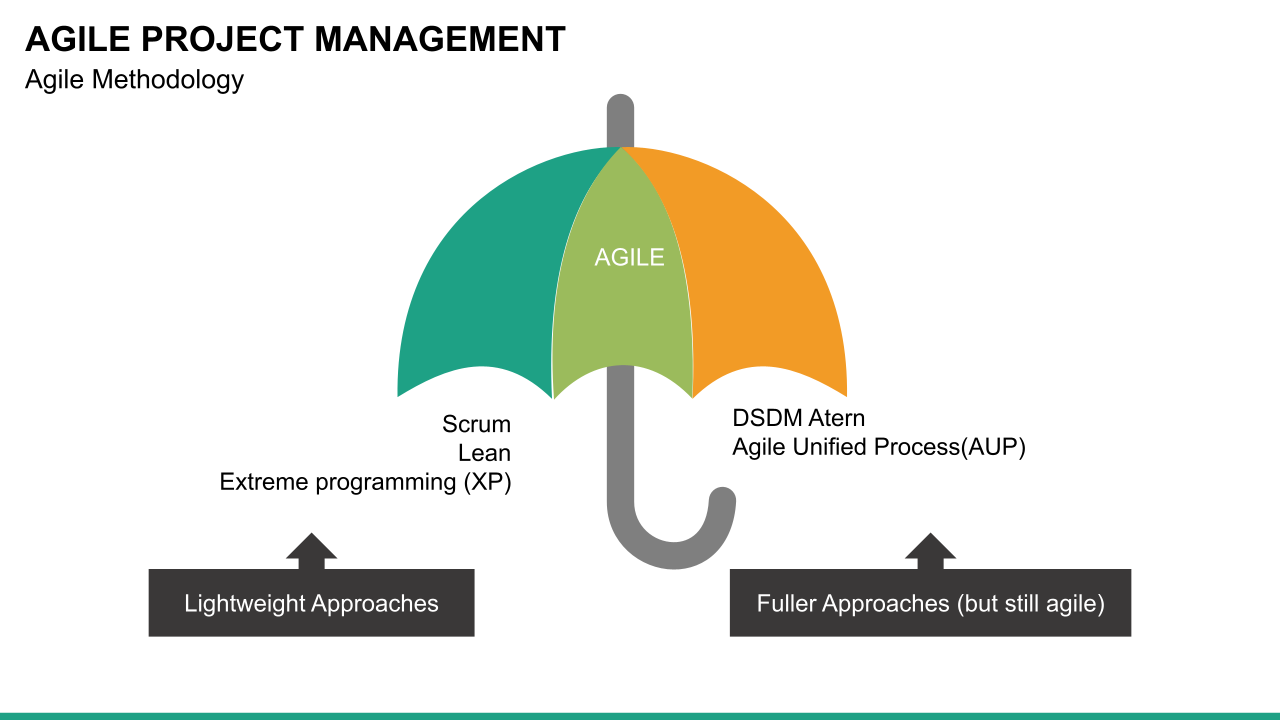 AGILE PROJECT MANAGEMENT
Agile Methodology
AGILE
Scrum
Lean
Extreme programming (XP)
DSDM Atern
Agile Unified Process(AUP)
Lightweight Approaches
Fuller Approaches (but still agile)